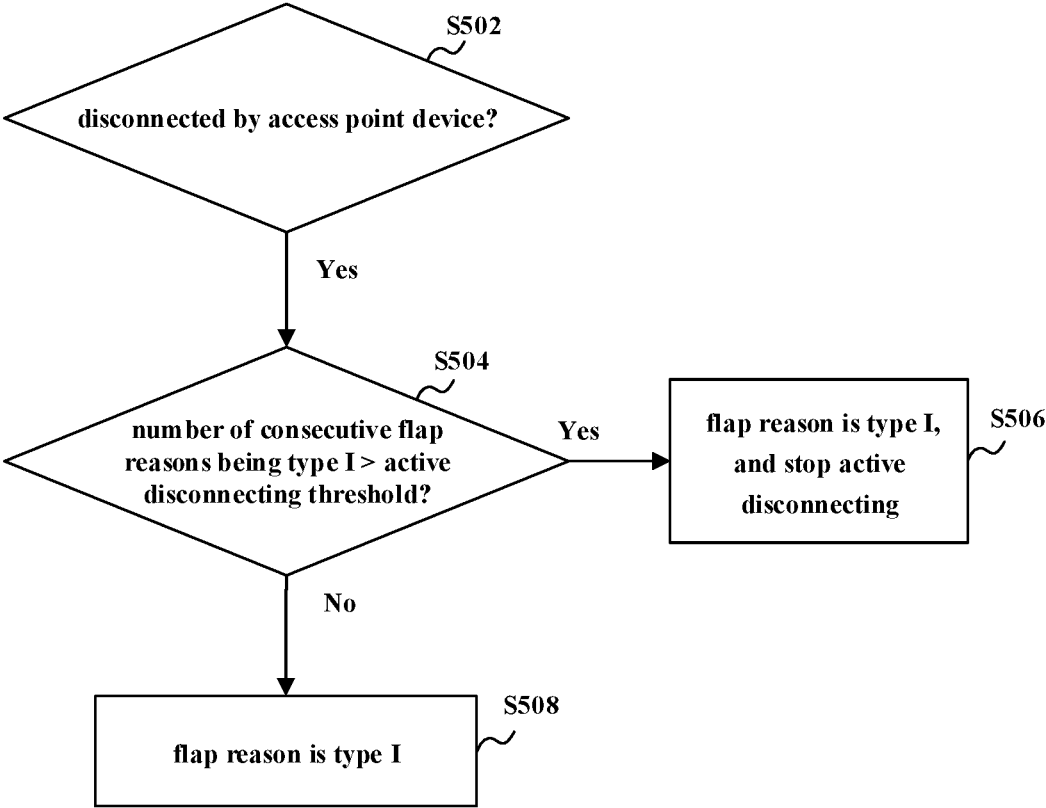 S502
disconnected by access point device?
Yes
S504
number of consecutive flap
reasons being type I > active
disconnecting threshold?
Yes
S506
flap reason is type I,
and stop active
disconnecting
No
S508
flap reason is type I